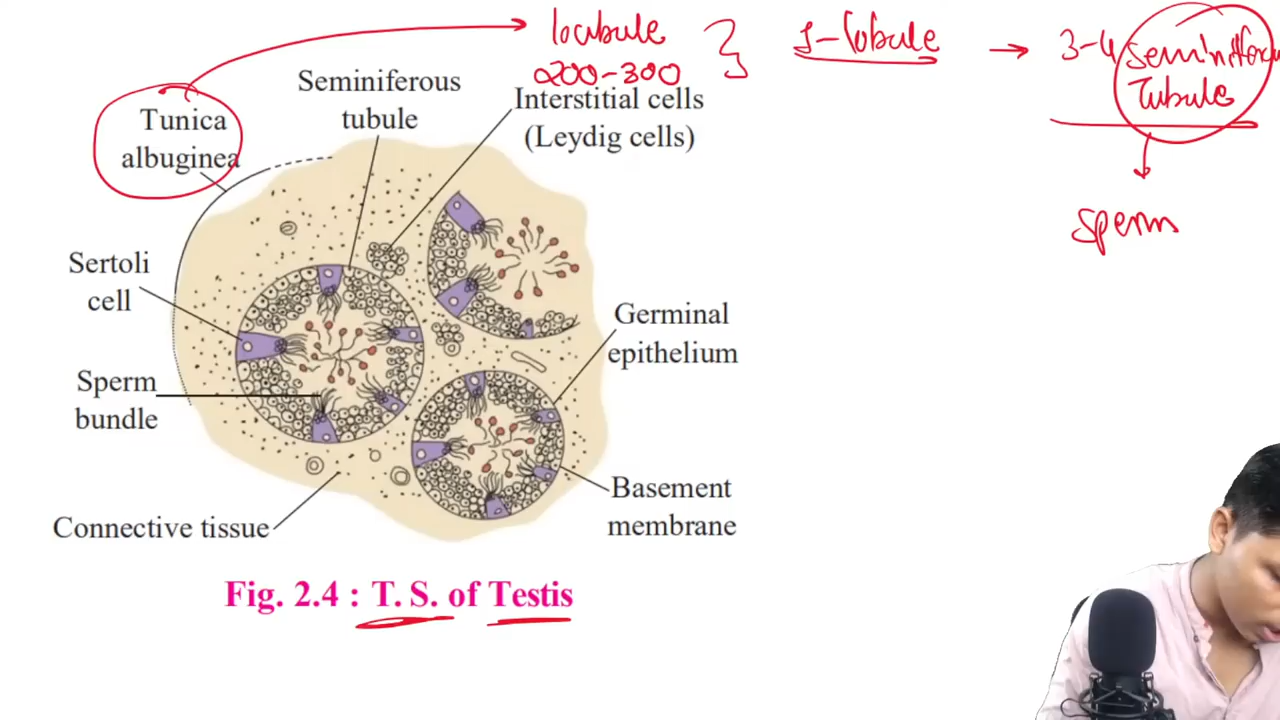 lobule
200-300
1-lobule
3-4 seminiferou
Tubule
sperm
Tunica
albuginea
Seminiferous
tubule
Interstitial cells
(Leydig cells)
Sertoli
cell
Germinal
epithelium
Sperm
bundle
Basement
membrane
Connective tissue
Fig. 2.4 : T. S. of Testis